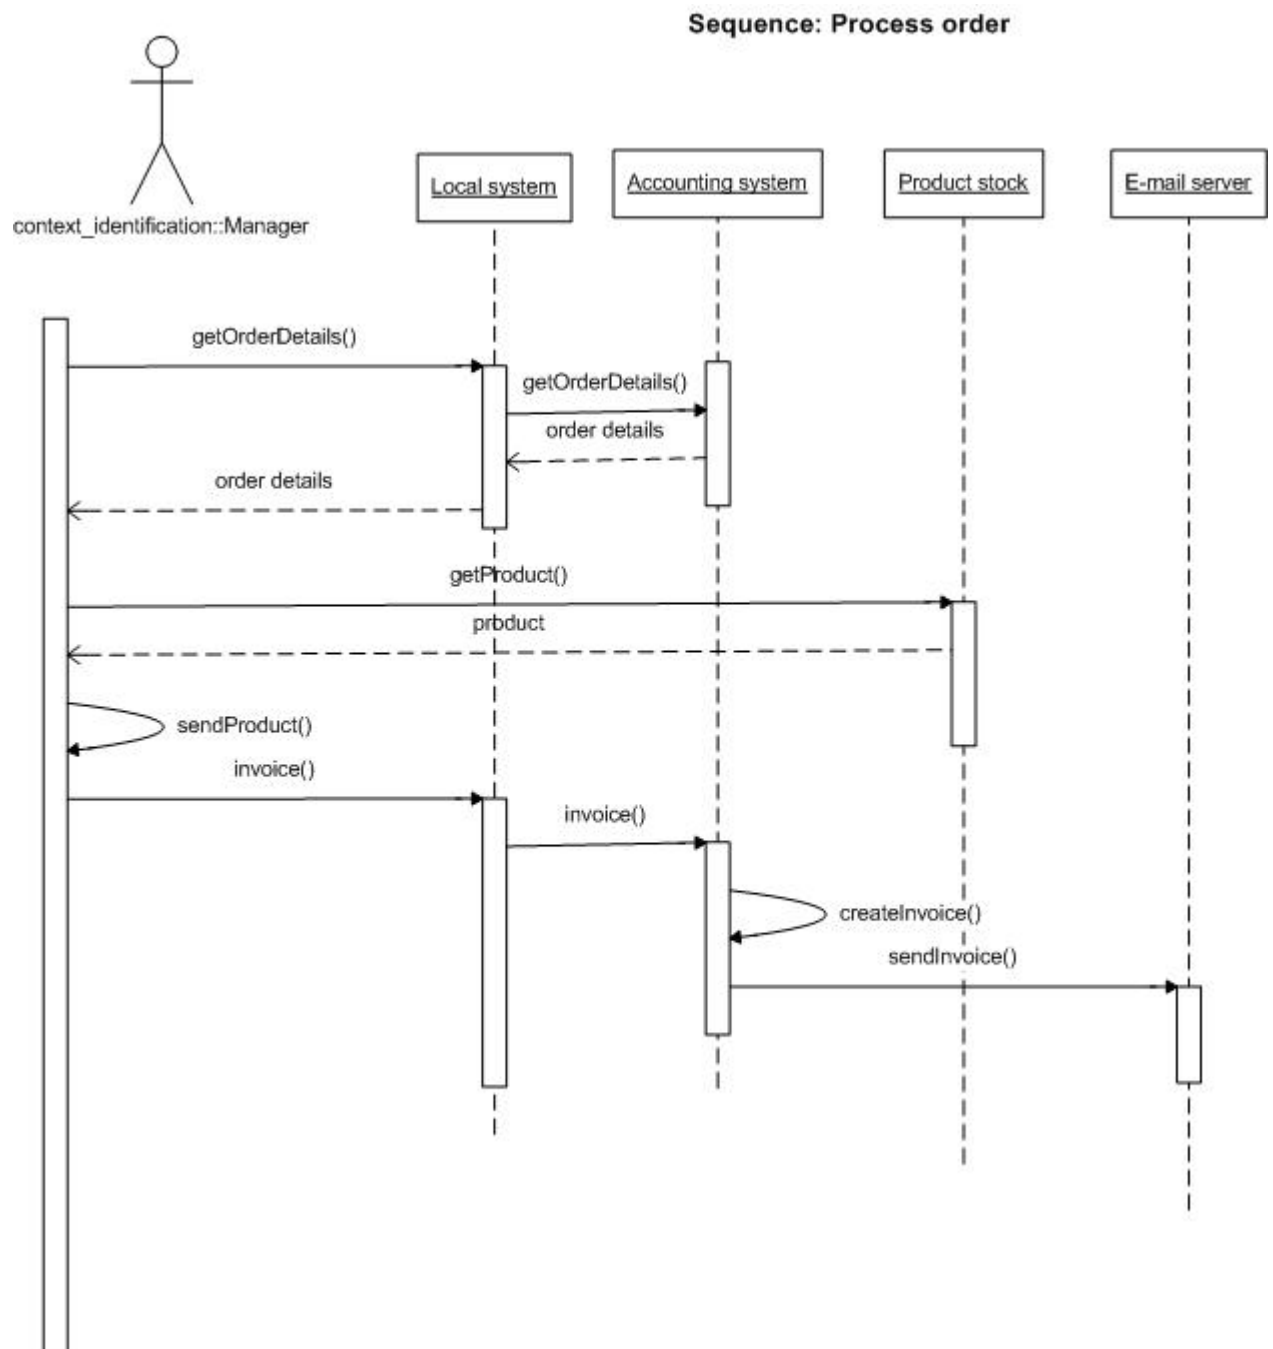 Sequence: Process order
context_identification::Manager
Local system
Accounting system
Product stock
E-mail server
getOrderDetails()
getOrderDetails()
order details
order details
getProduct()
product
sendProduct()
invoice()
invoice()
createInvoice()
sendInvoice()